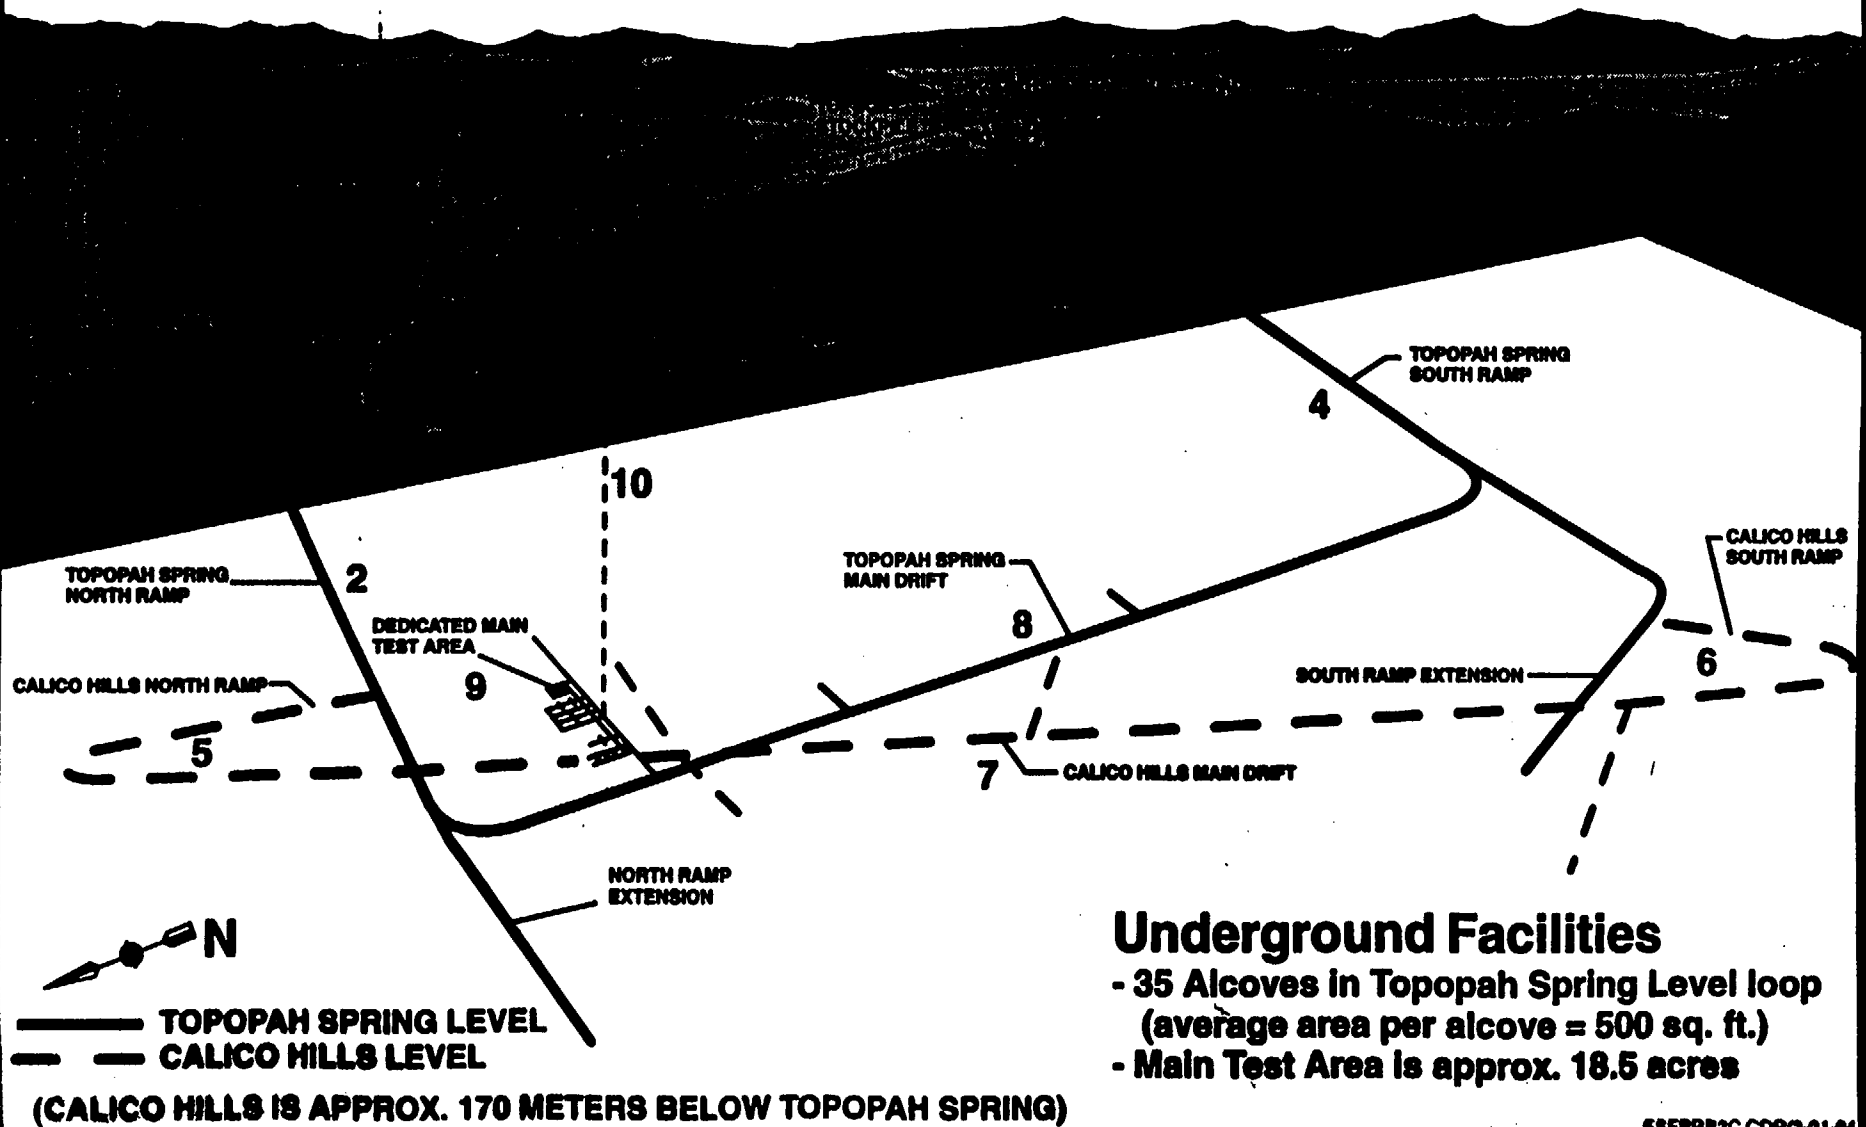 TOPOPAH SPRING
SOUTH RAMP
4
10
CALICO HILLS
SOUTH RAMP
TOPOPAH SPRING
MAIN DRIFT
TOPOPAH SPRING
NORTH RAMP
2
DEDICATED MAIN
TEST AREA
8
9
CALICO HILLS NORTH RAMP
SOUTH RAMP EXTENSION
6
5
7
CALICO HILLS MAIN DRIFT
NORTH RAMP
EXTENSION
N
Underground Facilities
- 35 Alcoves in Topopah Spring Level loop
(average area per alcove = 500 sq. ft.)
- Main Test Area is approx. 18.5 acres
TOPOPAH SPRING LEVEL
CALICO HILLS LEVEL
(CALICO HILLS IS APPROX. 170 METERS BELOW TOPOPAH SPRING)